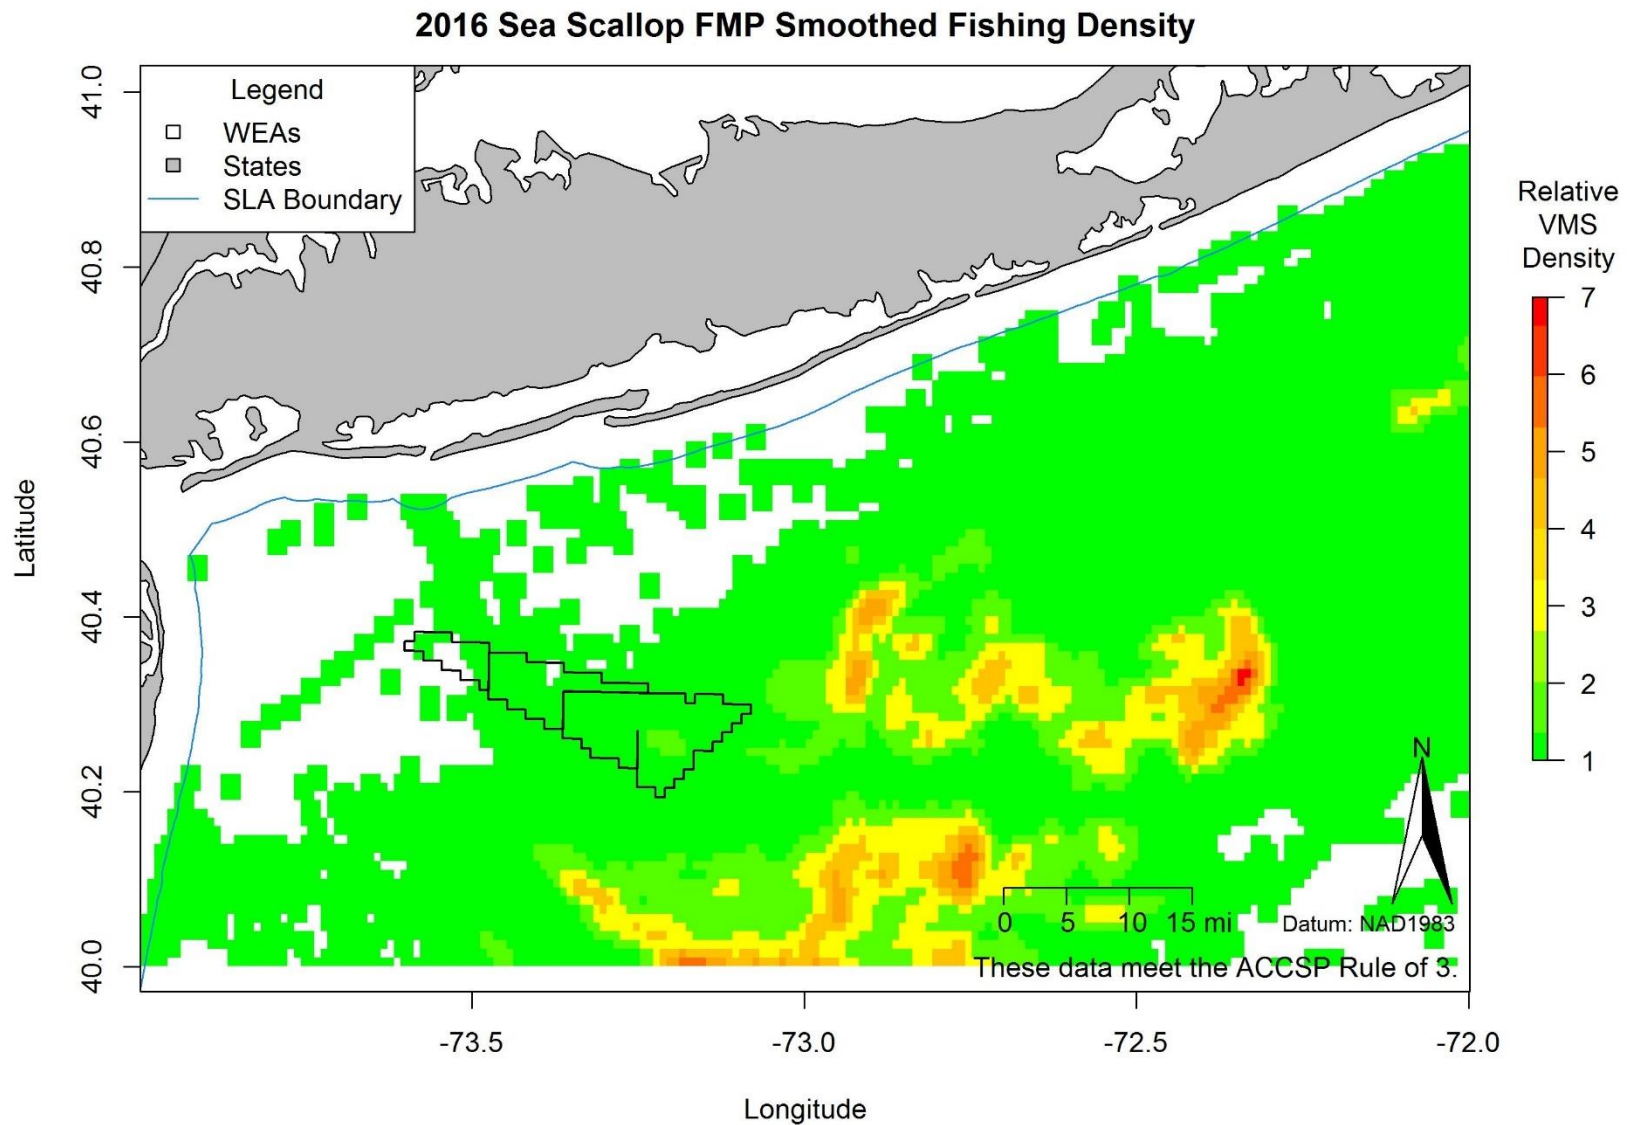 2016 Sea Scallop FMP Smoothed Fishing Density
Legend
WEAs
States
SLA Boundary
Latitude
41.0
40.8
40.6
40.4
40.2
40.0
Relative
VMS
Density
7
6
5
4
3
2
1
N
0 5 10 15 mi
Datum: NAD1983
These data meet the ACCSP Rule of 3.
-73.5 -73.0 -72.5 -72.0
Longitude